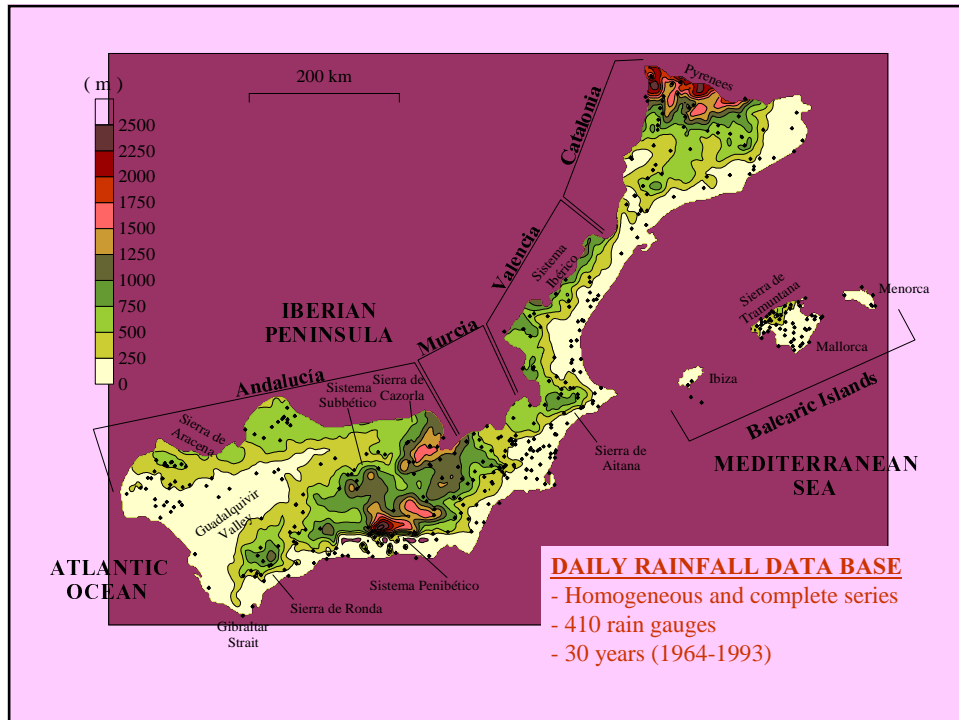 Pyrenees
200 km
( m )
Catalonia
2500
2250
2000
1750
1500
1250
1000
750
500
250
0
Valencia
Sistema
Ibérico
Sierra de
Tramuntana
Menorca
IBERIAN
PENINSULA
Murcia
Mallorca
Andalucía
Sistema
Subbético
Sierra de
Cazorla
Ibiza
Balearic Islands
Sierra de
Aracena
Sierra de
Aitana
MEDITERRANEAN
SEA
Guadalquivir
Valley
ATLANTIC
OCEAN
Sistema Penibético
Sierra de Ronda
Gibraltar
Strait
DAILY RAINFALL DATA BASE
- Homogeneous and complete series
- 410 rain gauges
- 30 years (1964-1993)